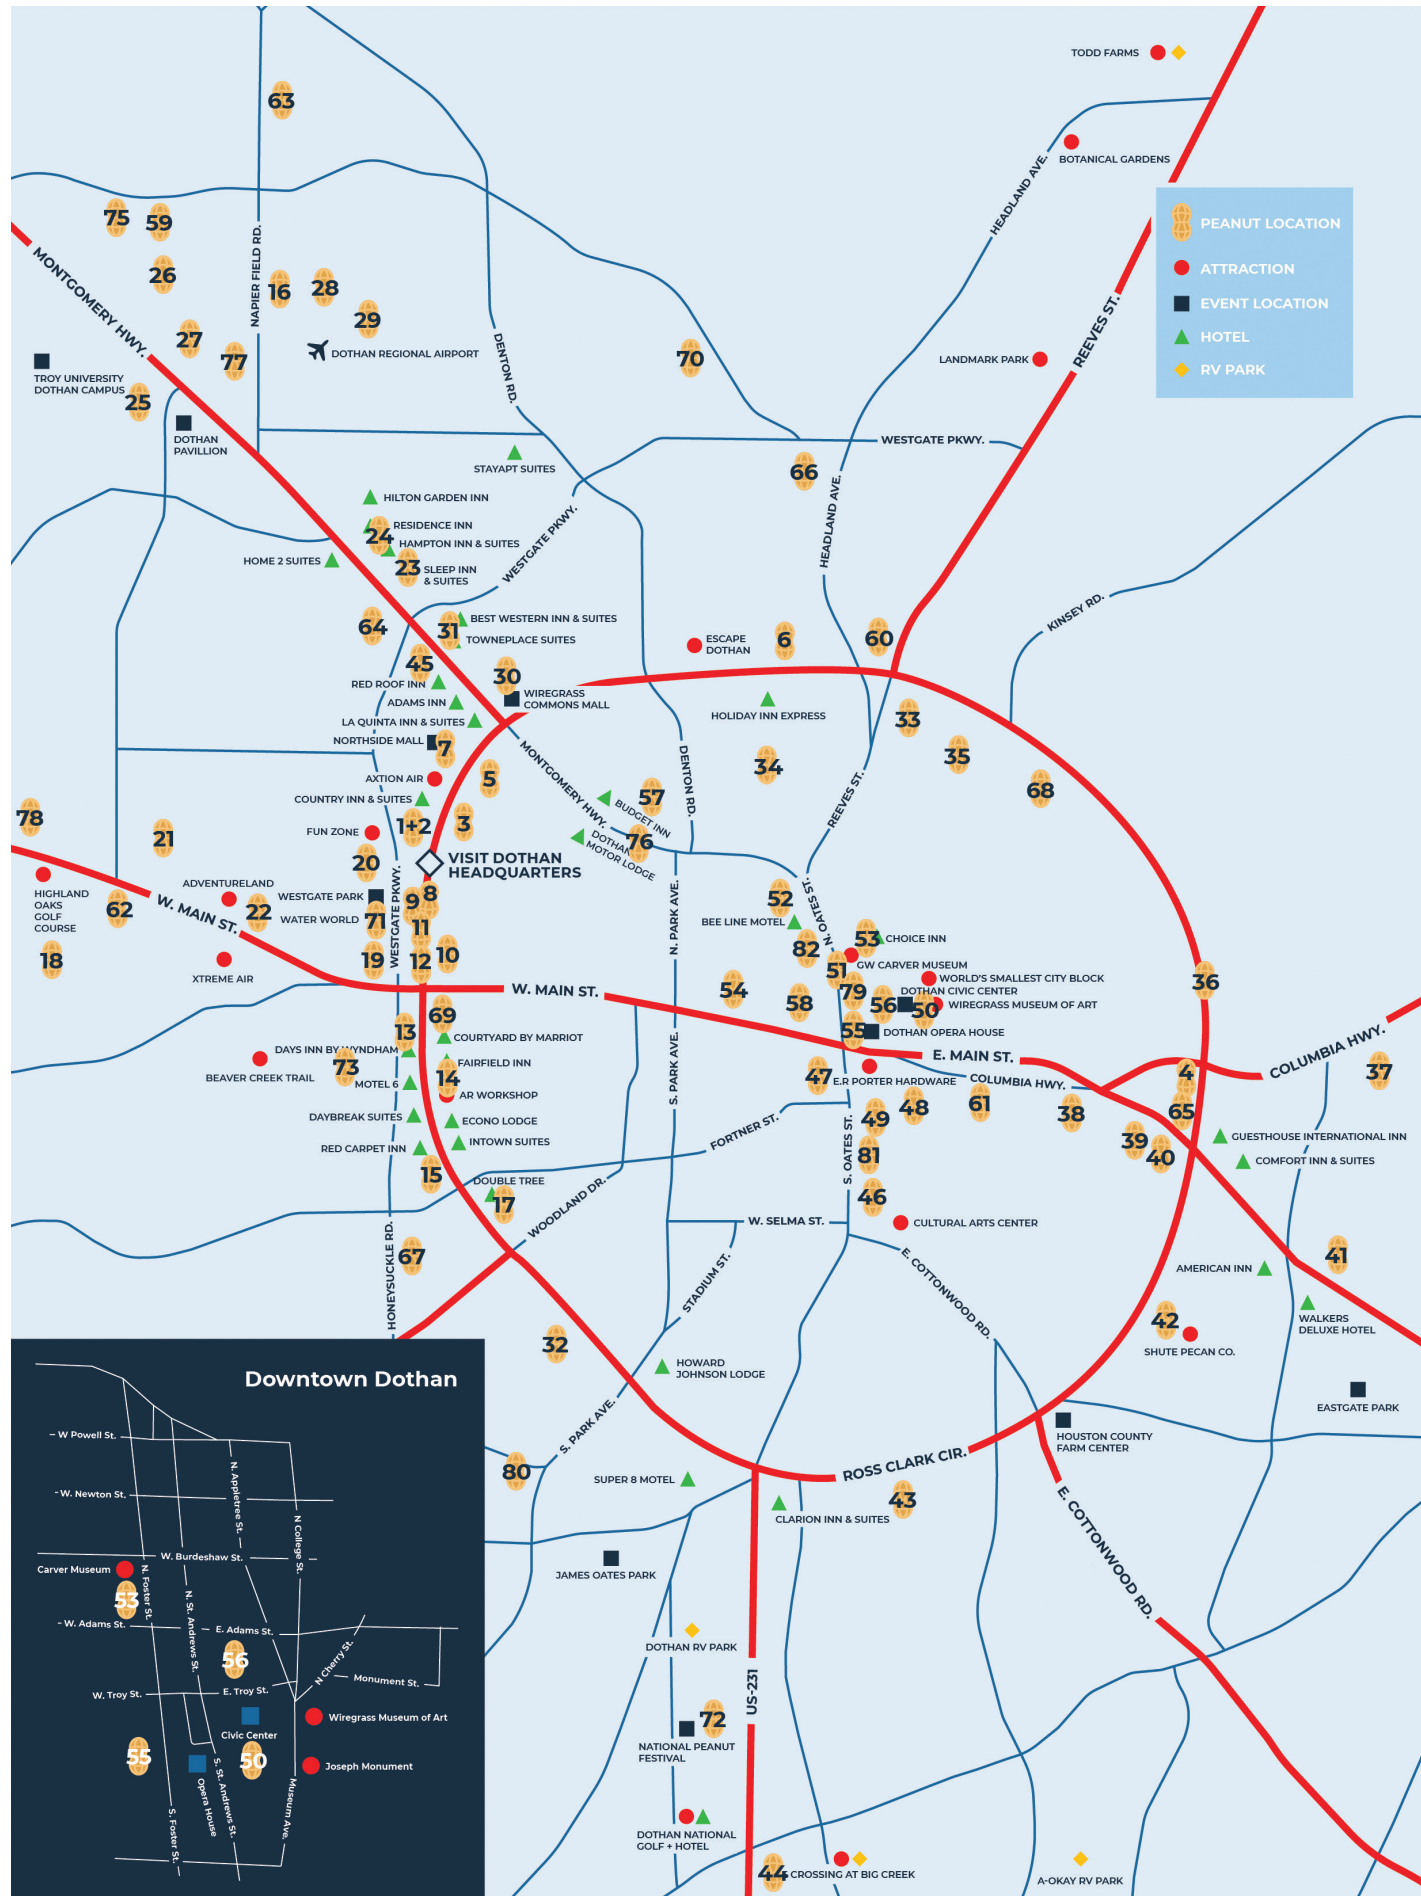 TODD FARMS
63
BOTANICAL GARDENS
HEADLAND AVE.
PEANUT LOCATION
ATTRACTION
EVENT LOCATION
HOTEL
RV PARK
75
59
26
NAPIER FIELD RD.
16
28
29
MONTGOMERY HWY.
27
77
DOTHAN REGIONAL AIRPORT
TROY UNIVERSITY
DOTHAN CAMPUS
25
DENTON RD.
70
LANDMARK PARK
REEVES ST.
DOTHAN
PAVILLION
WESTGATE PKWY.
STAYAPT SUITES
66
HILTON GARDEN INN
RESIDENCE INN
24
HAMPTON INN & SUITES
HOME 2 SUITES
23
SLEEP INN
& SUITES
WESTGATE PKWY.
HEADLAND AVE.
KINSEY RD.
64
31
BEST WESTERN INN & SUITES
TOWNEPLACE SUITES
ESCAPE
DOTHAN
6
60
45
30
RED ROOF INN
WIREGRASS
COMMONS MALL
ADAMS INN
LA QUINTA INN & SUITES
HOLIDAY INN EXPRESS
33
NORTHSIDE MALL
7
MONTGOMERY HWY.
DENTON RD.
34
35
AXTION AIR
5
COUNTRY INN & SUITES
57
BUDGET INN
68
REEVES ST.
78
21
FUN ZONE
1+2
3
76
DOTHAN
MOTOR LODGE
20
VISIT DOTHAN
HEADQUARTERS
HIGHLAND
OAKS
GOLF
COURSE
ADVENTURELAND
WESTGATE PARK
WESTGATE PKWY.
8
9
62
W. MAIN ST.
22
WATER WORLD
71
11
N. PARK AVE.
52
N. OATES ST.
BEE LINE MOTEL
53
CHOICE INN
18
XTREME AIR
19
12
10
82
GW CARVER MUSEUM
51
WORLD'S SMALLEST CITY BLOCK
36
W. MAIN ST.
54
58
79
DOTHAN CIVIC CENTER
56
50
WIREGRASS MUSEUM OF ART
69
13
COURTYARD BY MARRIOT
55
DOTHAN OPERA HOUSE
S. PARK AVE.
E. MAIN ST.
COLUMBIA HWY.
DAYS INN BY WYNDHAM
BEAVER CREEK TRAIL
73
FAIRFIELD INN
14
MOTEL 6
AR WORKSHOP
47
E.R PORTER HARDWARE
COLUMBIA HWY.
4
37
DAYBREAK SUITES
ECONO LODGE
49
48
61
38
65
RED CARPET INN
INTOWN SUITES
FORTNER ST.
S. OATES ST.
81
39
40
GUESTHOUSE INTERNATIONAL INN
COMFORT INN & SUITES
15
DOUBLE TREE
17
WOODLAND DR.
46
W. SELMA ST.
CULTURAL ARTS CENTER
HONEYSUCKLE RD.
67
STADIUM ST.
E. COTTONWOOD RD.
AMERICAN INN
41
WALKERS
DELUXE HOTEL
42
SHUTE PECAN CO.
32
HOWARD
JOHNSON LODGE
EASTGATE PARK
S. PARK AVE.
HOUSTON COUNTY
FARM CENTER
80
SUPER 8 MOTEL
ROSS CLARK CIR.
CLARION INN & SUITES
43
E. COTTONWOOD RD.
JAMES OATES PARK
DOTHAN RV PARK
US-231
72
NATIONAL PEANUT
FESTIVAL
DOTHAN NATIONAL
GOLF + HOTEL
44
CROSSING AT BIG CREEK
A-OKAY RV PARK
Downtown Dothan
W Powell St.
N. Appletree St.
W. Newton St.
N College St.
W. Burdeshaw St.
Carver Museum
53
N. Foster St.
N. St. Andrews St.
W. Adams St.
E. Adams St.
56
N Cherry St.
Monument St.
W. Troy St.
E. Troy St.
Civic Center
Wiregrass Museum of Art
55
50
Joseph Monument
Opera House
S. St. Andrews St.
Museum Ave.
S. Foster St.